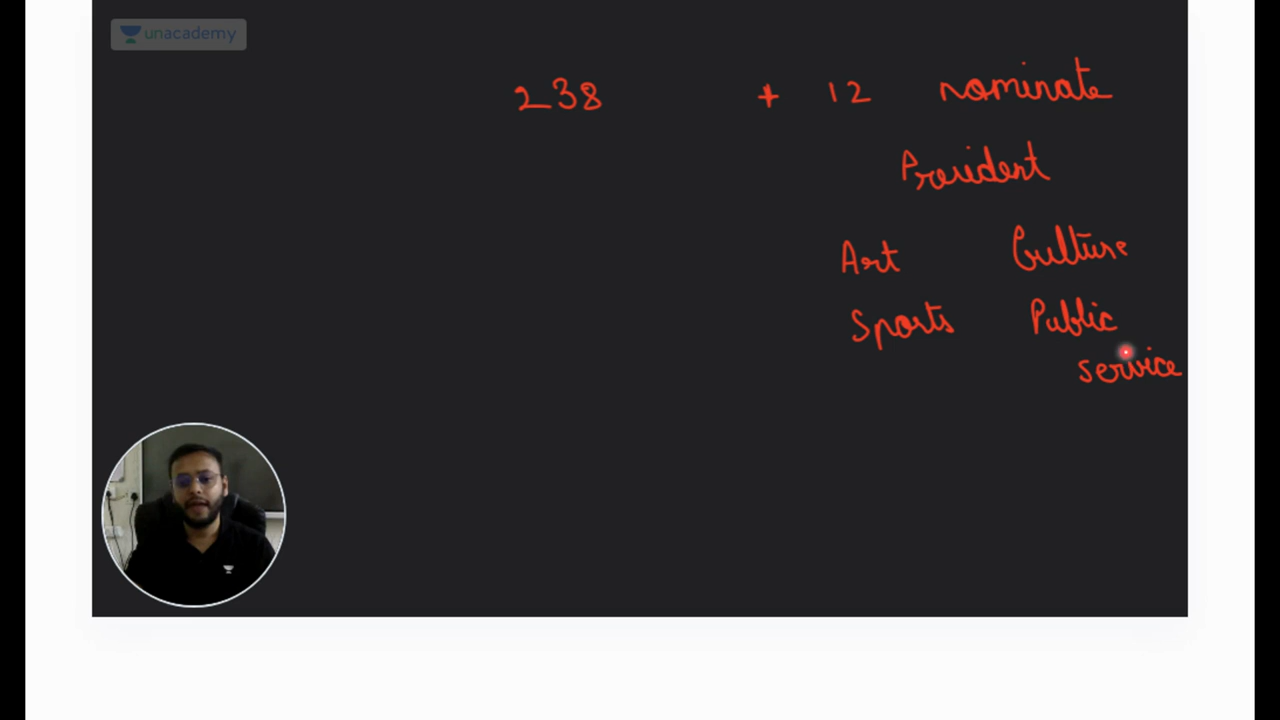 unacademy
238 + 12 nominate
President
Art Culture
Sports Public
service